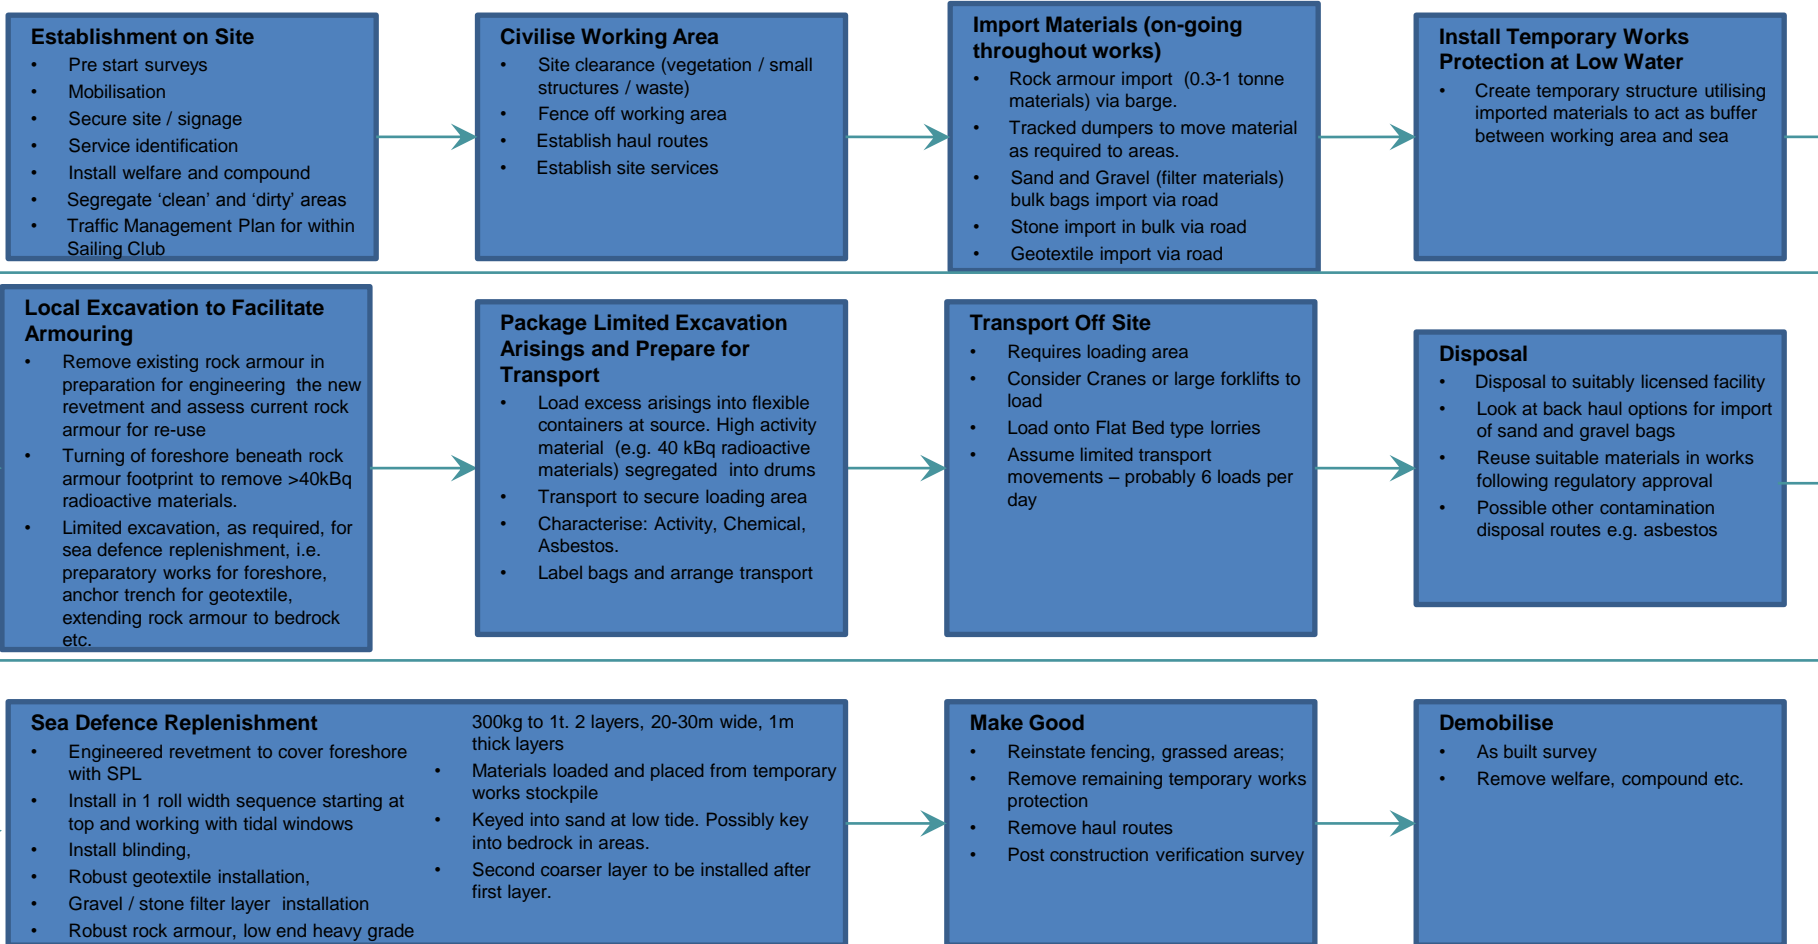 Establishment on Site
• Pre start surveys
• Mobilisation
• Secure site / signage
• Service identification
• Install welfare and compound
• Segregate ‘clean’ and ‘dirty’ areas
• Traffic Management Plan for within
Sailing Club
Civilise Working Area
• Site clearance (vegetation / small
structures / waste)
• Fence off working area
• Establish haul routes
• Establish site services
Import Materials (on-going
throughout works)
• Rock armour import (0.3-1 tonne
materials) via barge.
• Tracked dumpers to move material
as required to areas.
• Sand and Gravel (filter materials)
bulk bags import via road
• Stone import in bulk via road
• Geotextile import via road
Install Temporary Works
Protection at Low Water
• Create temporary structure utilising
imported materials to act as buffer
between working area and sea
Local Excavation to Facilitate
Armouring
• Remove existing rock armour in
preparation for engineering the new
revetment and assess current rock
armour for re-use
• Turning of foreshore beneath rock
armour footprint to remove >40kBq
radioactive materials.
• Limited excavation, as required, for
sea defence replenishment, i.e.
preparatory works for foreshore,
anchor trench for geotextile,
extending rock armour to bedrock
etc.
Package Limited Excavation
Arisings and Prepare for
Transport
• Load excess arisings into flexible
containers at source. High activity
material (e.g. 40 kBq radioactive
materials) segregated into drums
• Transport to secure loading area
• Characterise: Activity, Chemical,
Asbestos.
• Label bags and arrange transport
Transport Off Site
• Requires loading area
• Consider Cranes or large forklifts to
load
• Load onto Flat Bed type lorries
• Assume limited transport
movements – probably 6 loads per
day
Disposal
• Disposal to suitably licensed facility
• Look at back haul options for import
of sand and gravel bags
• Reuse suitable materials in works
following regulatory approval
• Possible other contamination
disposal routes e.g. asbestos
Sea Defence Replenishment
• Engineered revetment to cover foreshore
with SPL
• Install in 1 roll width sequence starting at
top and working with tidal windows
• Install blinding,
• Robust geotextile installation,
• Gravel / stone filter layer installation
• Robust rock armour, low end heavy grade
300kg to 1t. 2 layers, 20-30m wide, 1m
thick layers
• Materials loaded and placed from temporary
works stockpile
• Keyed into sand at low tide. Possibly key
into bedrock in areas.
• Second coarser layer to be installed after
first layer.
Make Good
• Reinstate fencing, grassed areas;
• Remove remaining temporary works
protection
• Remove haul routes
• Post construction verification survey
Demobilise
• As built survey
• Remove welfare, compound etc.